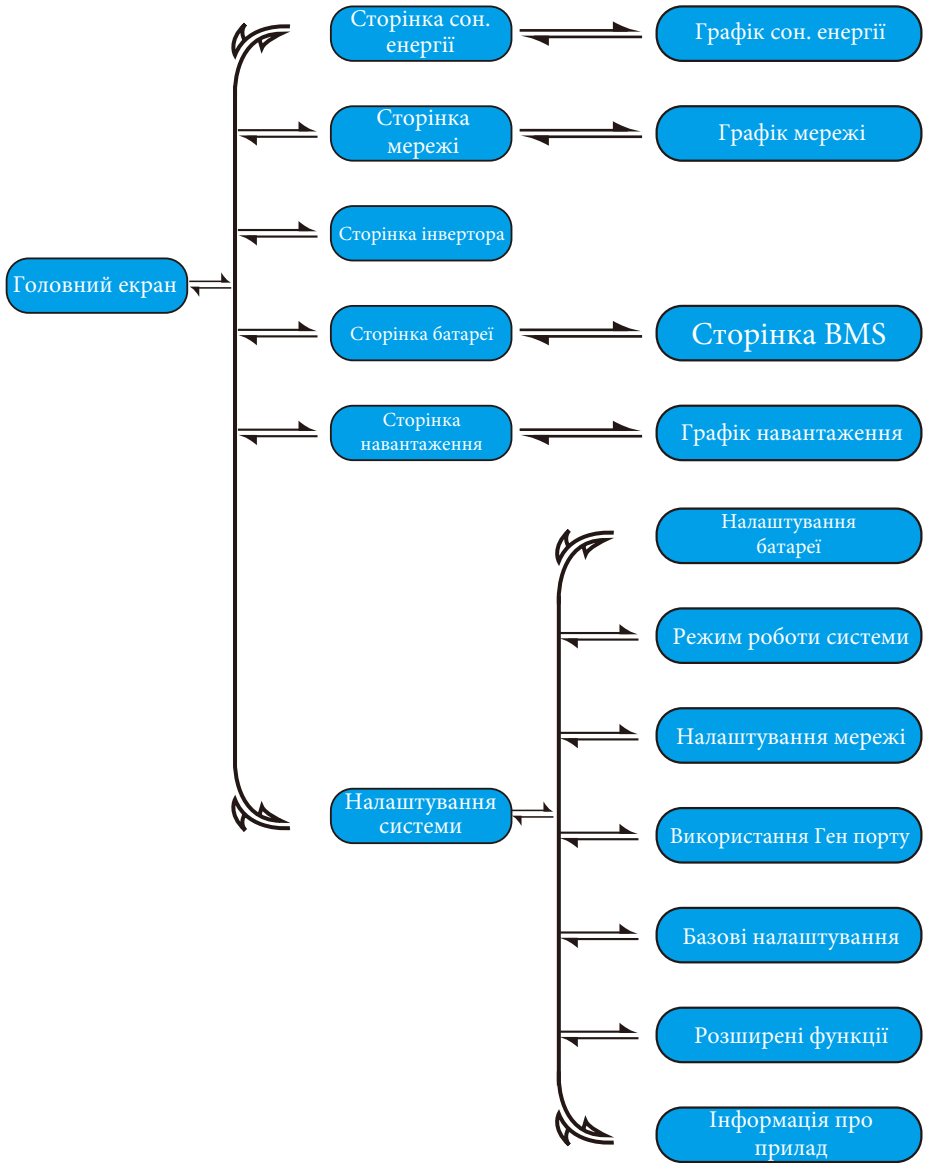 Сторінка сон.
енергії
Графік сон. енергії
Сторінка
мережі
Графік мережі
Сторінка інвертора
Головний екран
Сторінка батареї
Сторінка BMS
Сторінка
навантаження
Графік навантаження
Налаштування
батареї
Режим роботи системи
Налаштування мережі
Налаштування
системи
Використання Ген порту
Базові налаштування
Розширені функції
Інформація про
прилад